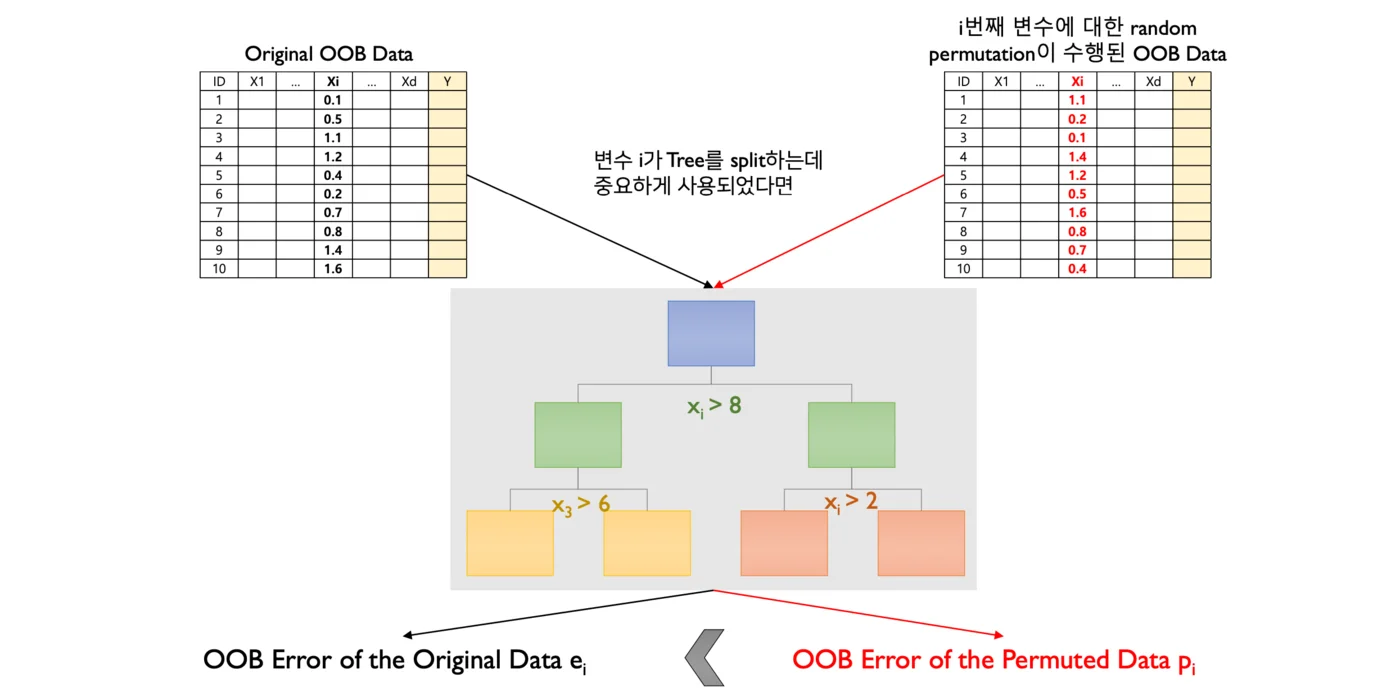 Original OOB Data
ID X1 ... Xi ... Xd Y
1 0.1
2 0.5
3 1.1
4 1.2
5 0.4
6 0.2
7 0.7
8 0.8
9 1.4
10 1.6
i번째 변수에 대한 random
permutation이 수행된 OOB Data
ID X1 ... Xi ... Xd Y
1 1.1
2 0.2
3 0.1
4 1.4
5 1.2
6 0.5
7 1.6
8 0.8
9 0.7
10 0.4
변수 i가 Tree를 split하는데
중요하게 사용되었다면
xi > 8
x3 > 6
xi > 2
OOB Error of the Original Data ei
OOB Error of the Permuted Data pi